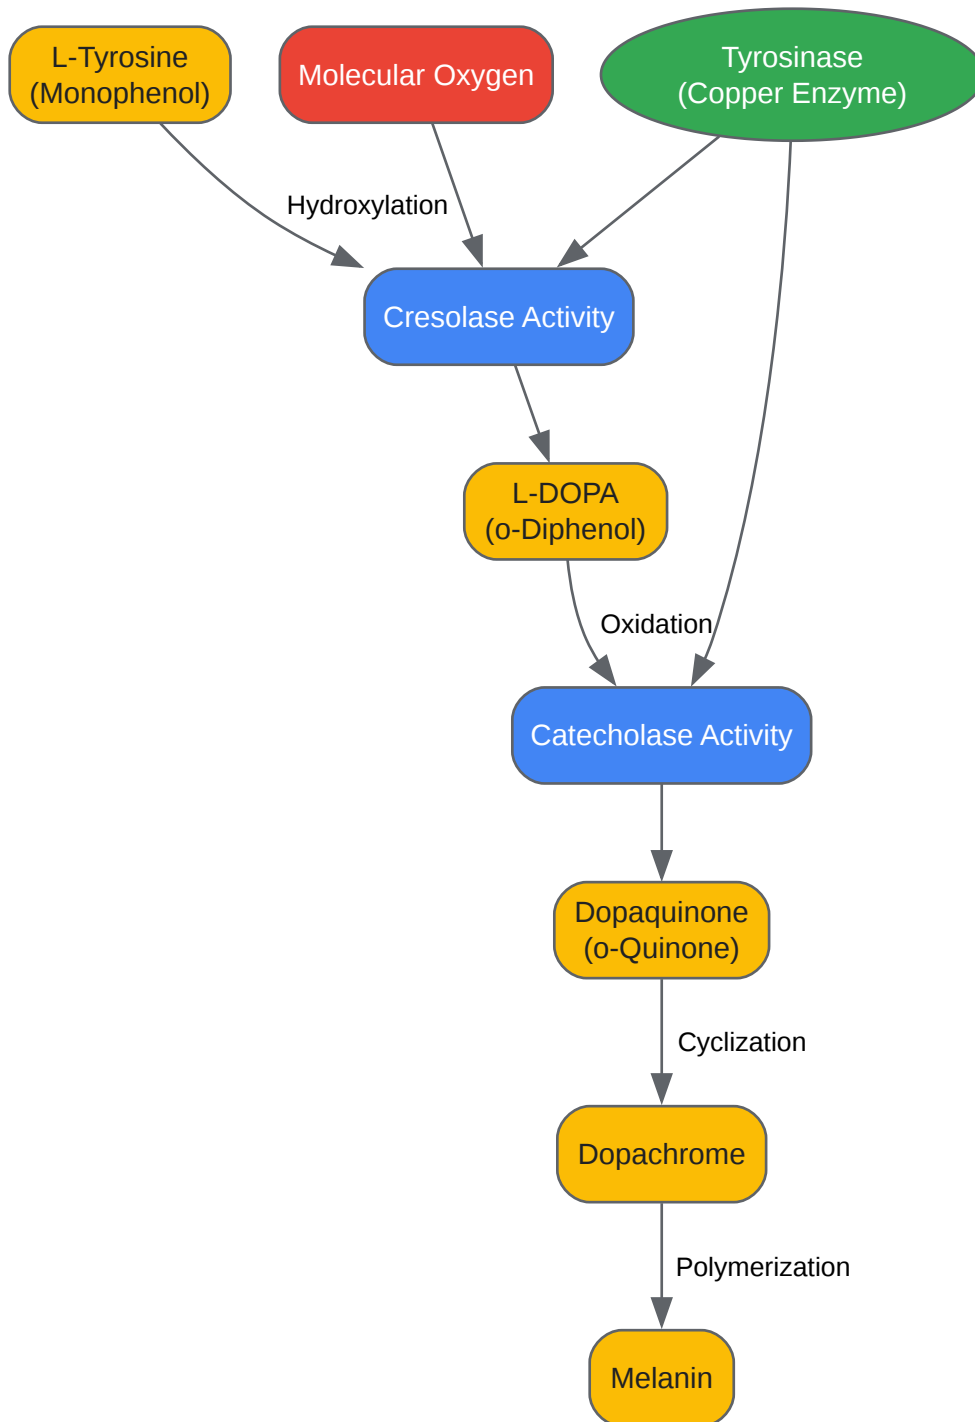 L-Tyrosine
(Monophenol)
Molecular Oxygen
Tyrosinase
(Copper Enzyme)
Hydroxylation
Cresolase Activity
L-DOPA
(o-Diphenol)
Oxidation
Catecholase Activity
Dopaquinone
(o-Quinone)
Cyclization
Dopachrome
Polymerization
Melanin